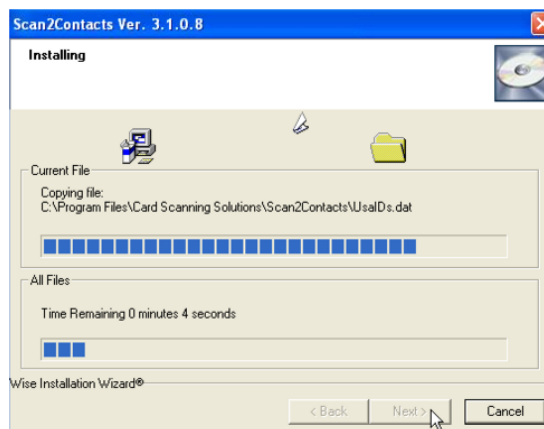 Scan2Contacts Ver. 3.1.0.8
Installing
Current File
Copying file:
C:\Program Files\Card Scanning Solutions\Scan2Contacts\UsaIDs.dat
All Files
Time Remaining 0 minutes 4 seconds
Wise Installation Wizard®
< Back Next > Cancel